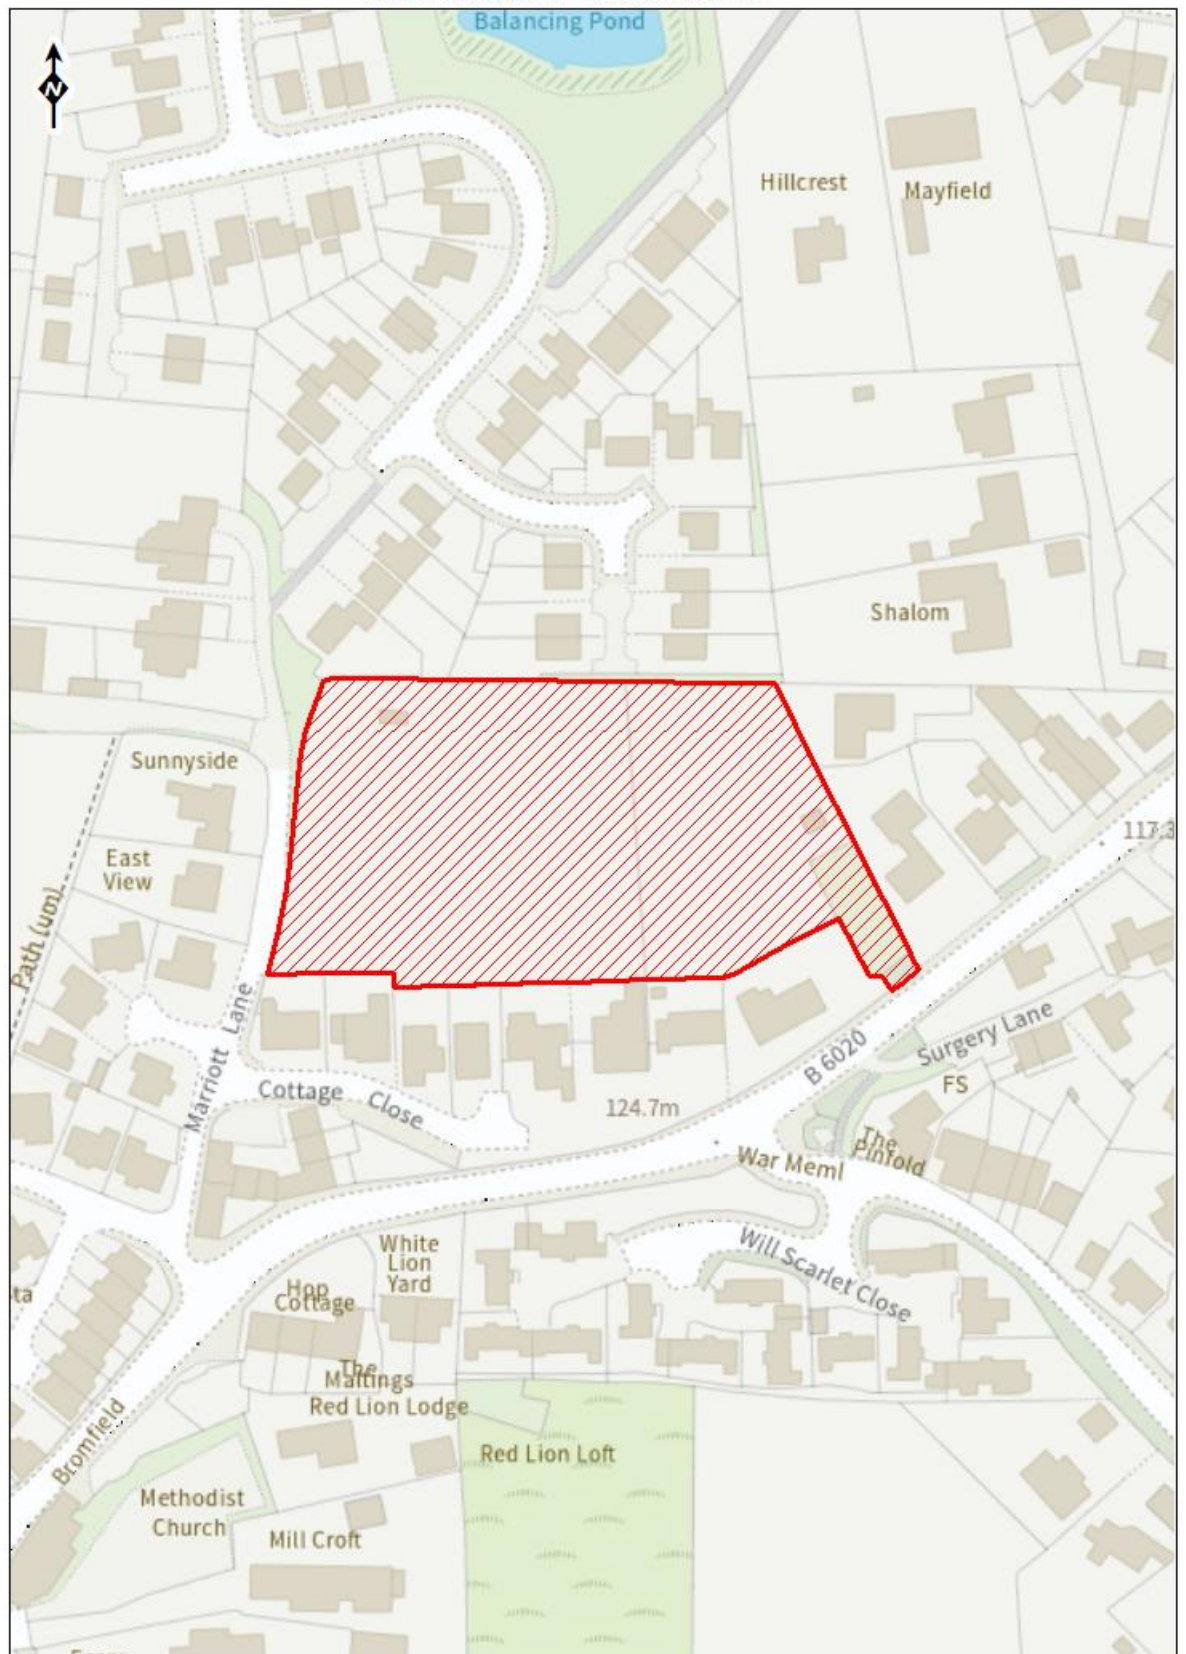 Balancing Pond
N
Hillcrest
Mayfield
Shalom
Sunnyside
East
View
117.3
Path (um)
Marriott Lane
Cottage Close
B 6020
Surgery Lane
FS
124.7m
The
Pinfold
War Meml
Will Scarlet Close
White
Lion
Yard
Hop
Cottage
ta
The
Maltings
Red Lion Lodge
Bromfield
Red Lion Loft
Methodist
Church
Mill Croft